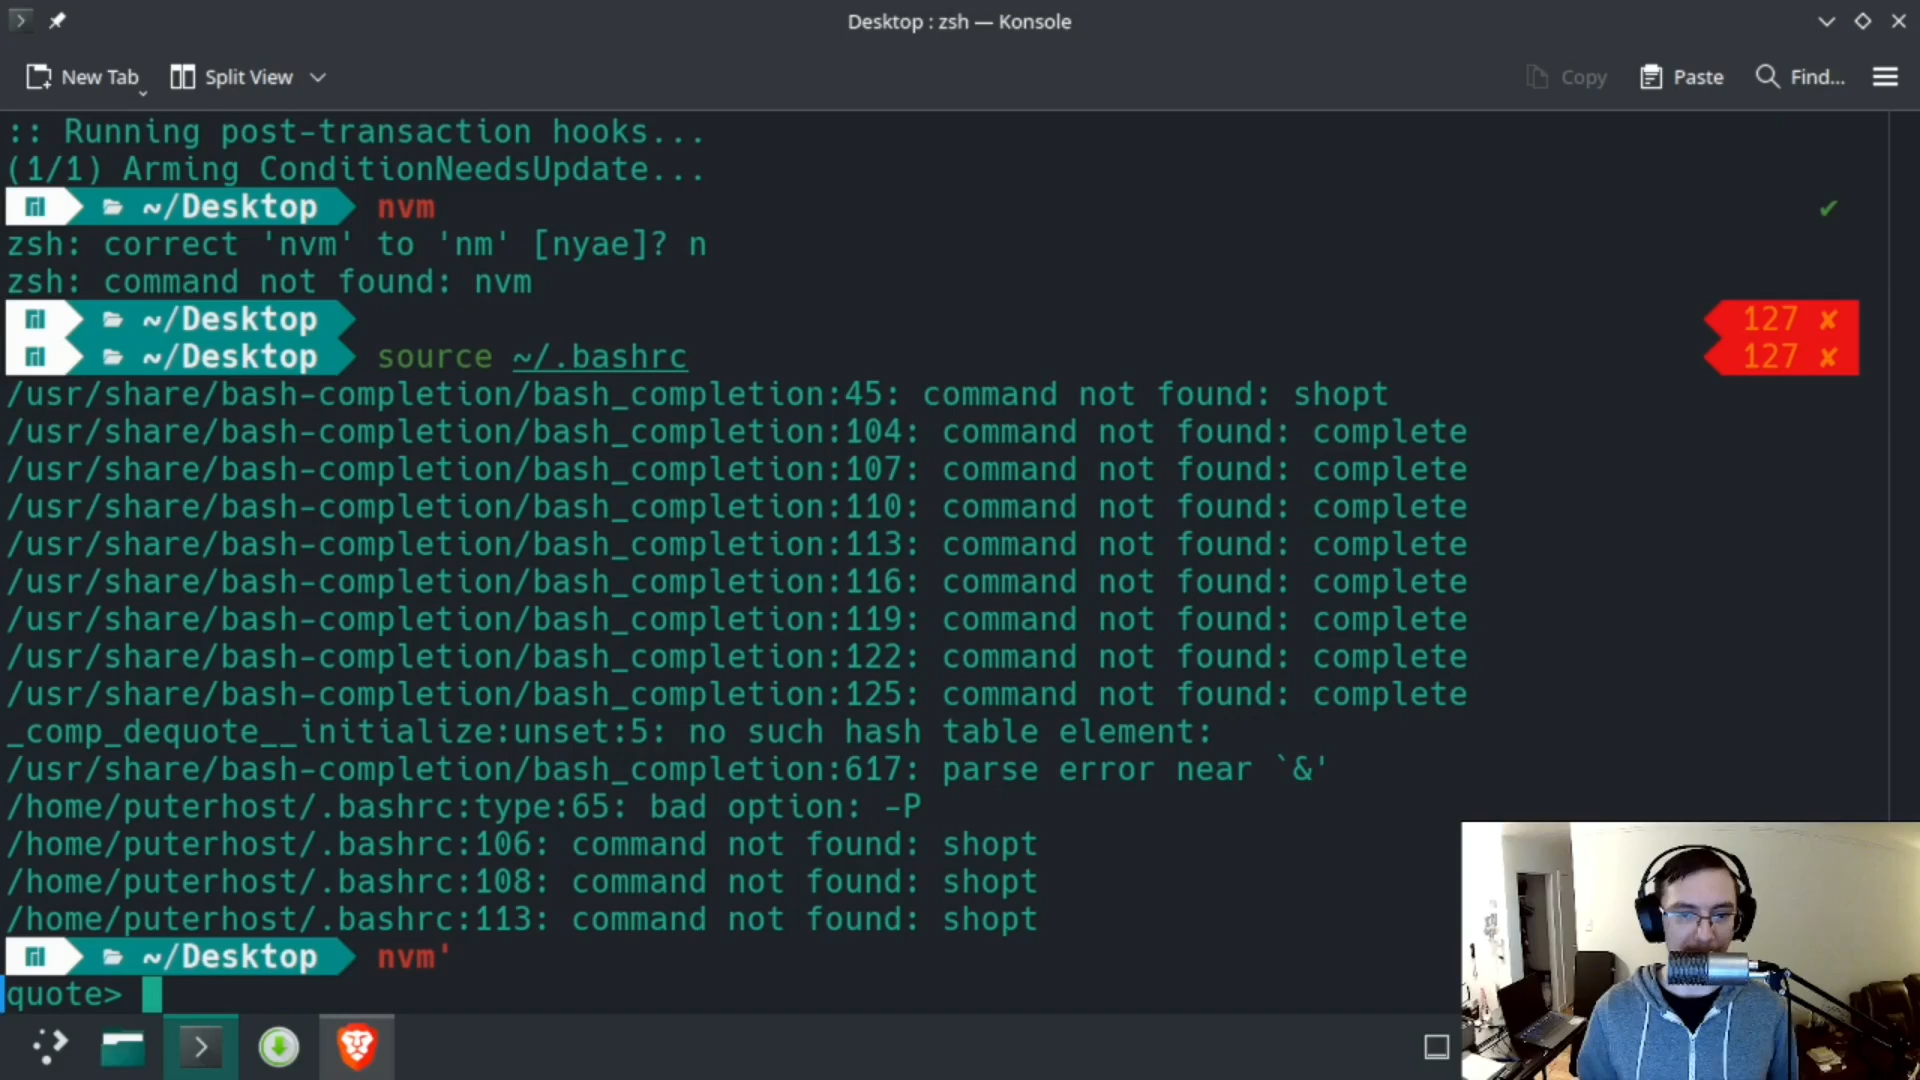 Desktop : zsh — Konsole
New Tab
Split View
Copy
Paste
Find...
:: Running post-transaction hooks...
(1/1) Arming ConditionNeedsUpdate...
~/Desktop nvm ✔
zsh: correct 'nvm' to 'nm' [nyae]? n
zsh: command not found: nvm
~/Desktop 127 ✘
~/Desktop source ~/.bashrc 127 ✘
/usr/share/bash-completion/bash_completion:45: command not found: shopt
/usr/share/bash-completion/bash_completion:104: command not found: complete
/usr/share/bash-completion/bash_completion:107: command not found: complete
/usr/share/bash-completion/bash_completion:110: command not found: complete
/usr/share/bash-completion/bash_completion:113: command not found: complete
/usr/share/bash-completion/bash_completion:116: command not found: complete
/usr/share/bash-completion/bash_completion:119: command not found: complete
/usr/share/bash-completion/bash_completion:122: command not found: complete
/usr/share/bash-completion/bash_completion:125: command not found: complete
_comp_dequote__initialize:unset:5: no such hash table element:
/usr/share/bash-completion/bash_completion:617: parse error near `&'
/home/puterhost/.bashrc:type:65: bad option: -P
/home/puterhost/.bashrc:106: command not found: shopt
/home/puterhost/.bashrc:108: command not found: shopt
/home/puterhost/.bashrc:113: command not found: shopt
~/Desktop nvm'
quote>